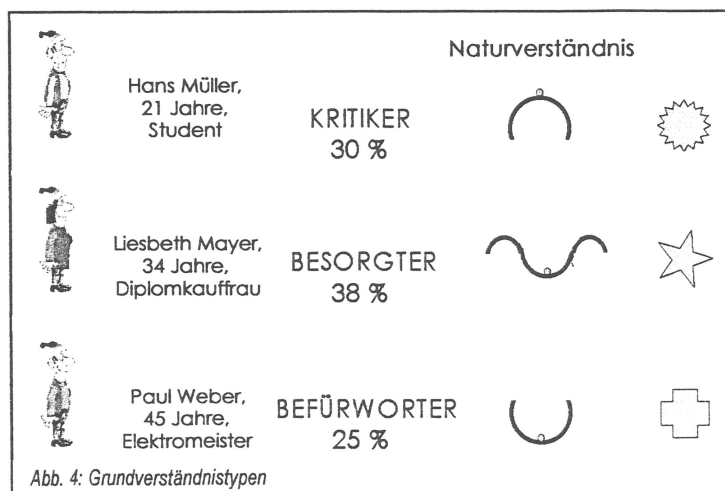 Naturverständnis
Hans Müller,
21 Jahre,
Student
KRITIKER
30 %
Liesbeth Mayer,
34 Jahre,
Diplomkauffrau
BESORGTER
38 %
Paul Weber,
45 Jahre,
Elektromeister
BEFÜRWORTER
25 %
Abb. 4: Grundverständnistypen